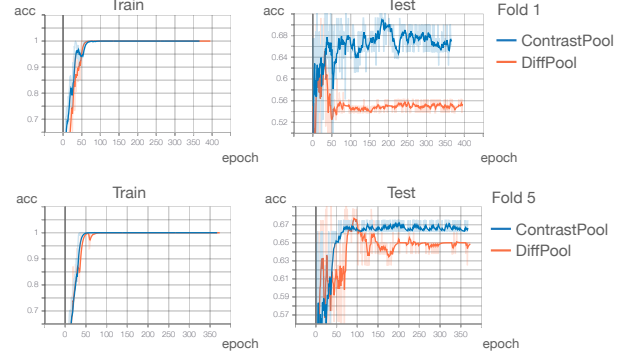 Train
Test
Fold 1
acc
acc
1
0.9
0.8
0.7
0.68
0.64
0.6
0.56
0.52
ContrastPool
DiffPool
0 50 100 150 200 250 300 350 400
0 50 100 150 200 250 300 350 400
epoch
epoch
Train
Test
Fold 5
acc
acc
1
0.9
0.8
0.7
0.67
0.65
0.63
0.61
0.59
0.57
ContrastPool
DiffPool
0 50 100 150 200 250 300 350
0 50 100 150 200 250 300 350
epoch
epoch